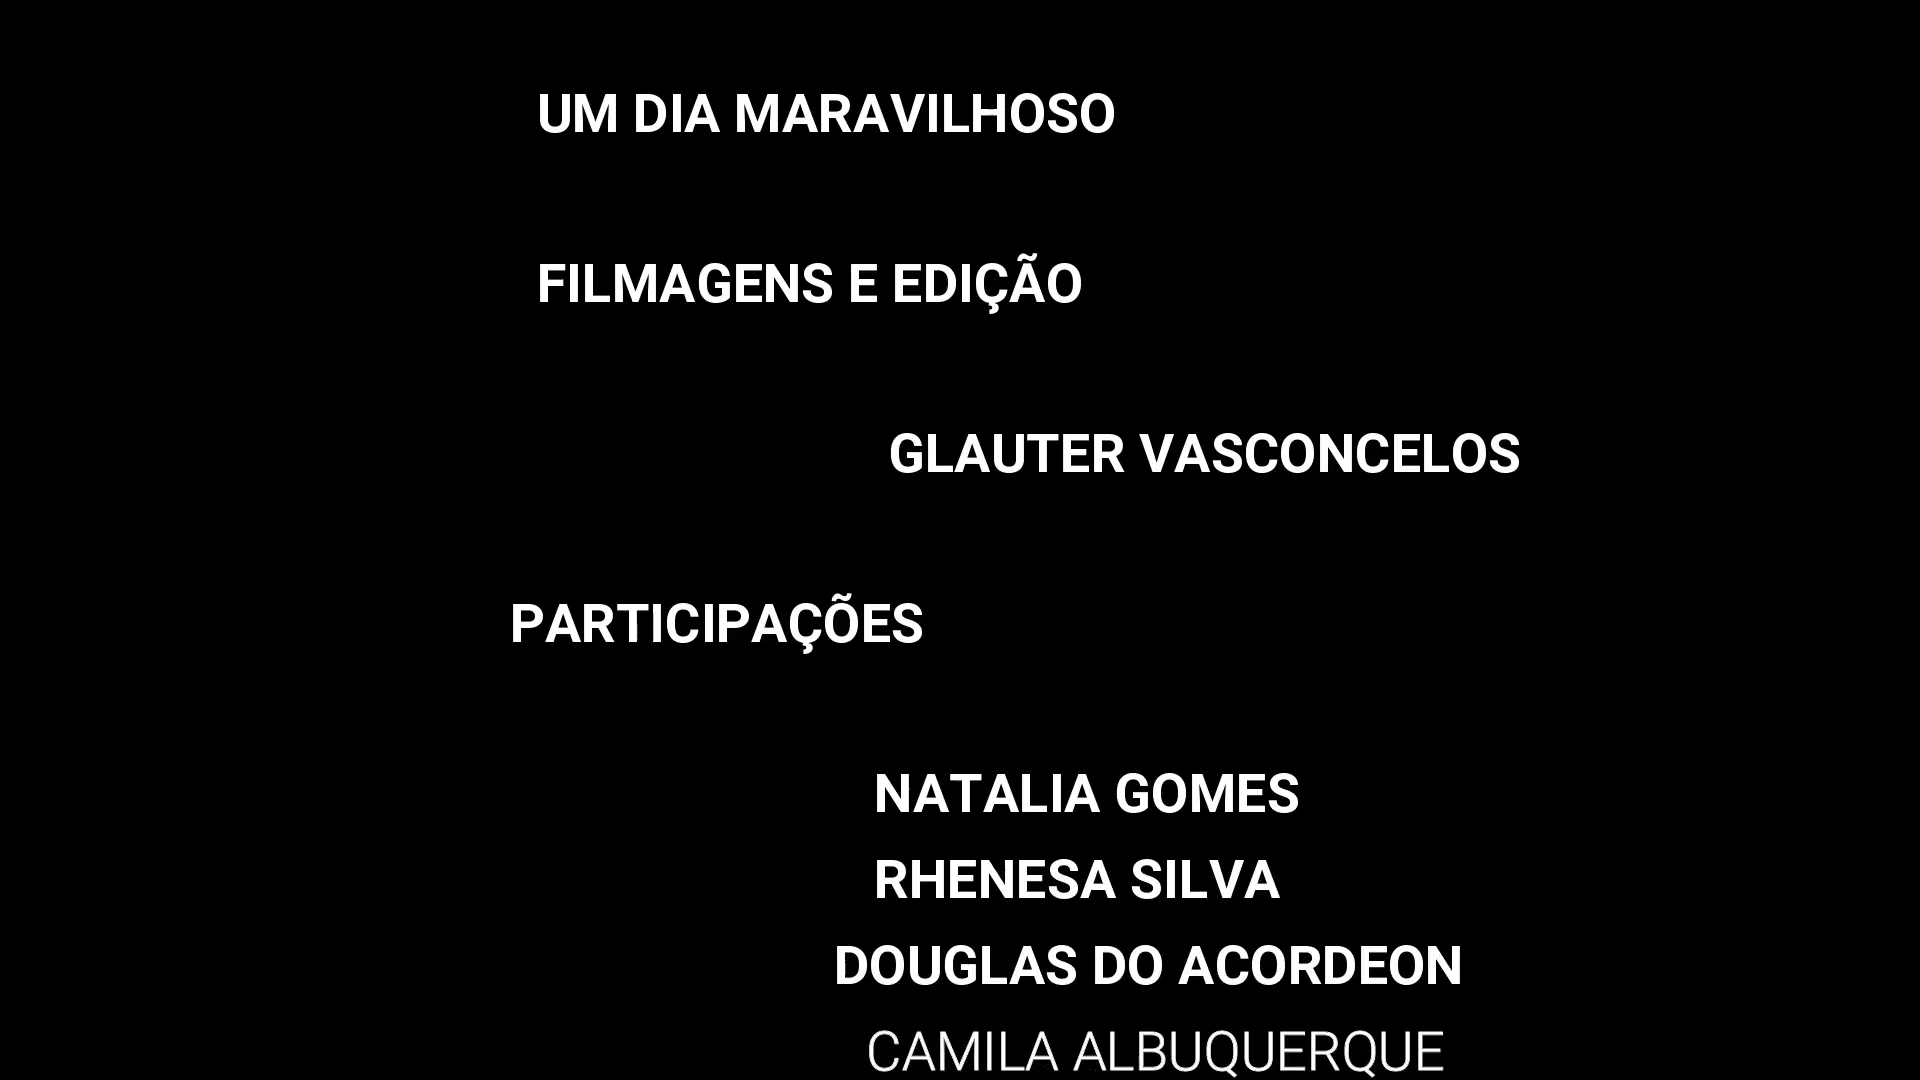 UM DIA MARAVILHOSO
FILMAGENS E EDIÇÃO
GLAUTER VASCONCELOS
PARTICIPAÇÕES
NATALIA GOMES
RHENESA SILVA
DOUGLAS DO ACORDEON
CAMILA ALBUQUERQUE